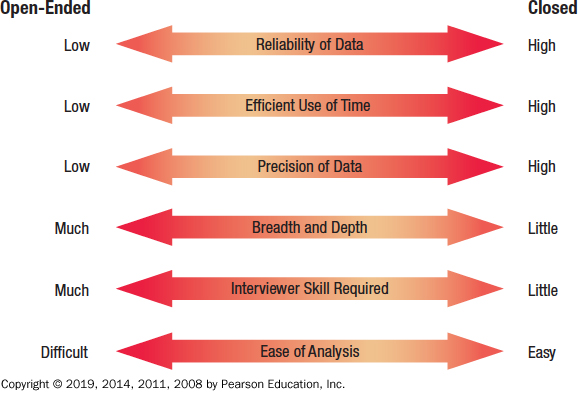 Open-Ended Closed
Low Reliability of Data High
Low Efficient Use of Time High
Low Precision of Data High
Much Breadth and Depth Little
Much Interviewer Skill Required Little
Difficult Ease of Analysis Easy
Copyright © 2019, 2014, 2011, 2008 by Pearson Education, Inc.